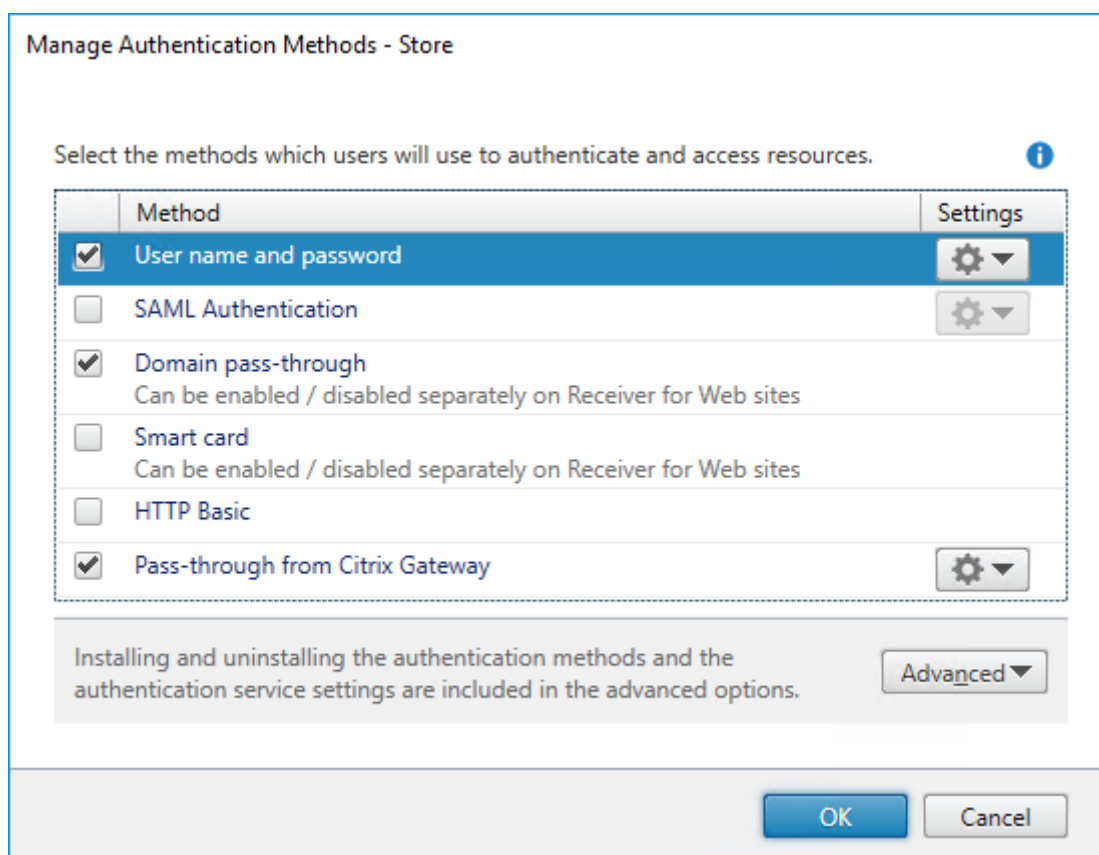 Manage Authentication Methods - Store
Select the methods which users will use to authenticate and access resources.
Method Settings
User name and password
SAML Authentication
Domain pass-through
Can be enabled / disabled separately on Receiver for Web sites
Smart card
Can be enabled / disabled separately on Receiver for Web sites
HTTP Basic
Pass-through from Citrix Gateway
Installing and uninstalling the authentication methods and the
authentication service settings are included in the advanced options.
Advanced
OK Cancel